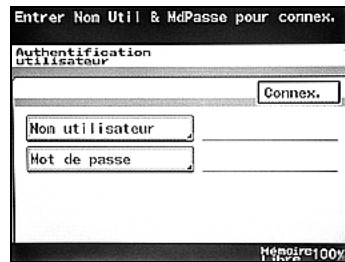 Entrer Nom Util & MdPasse pour connex.
Authentification
utilisateur
Connex.
Nom utilisateur
Mot de passe
Mémoire
Libre 100%